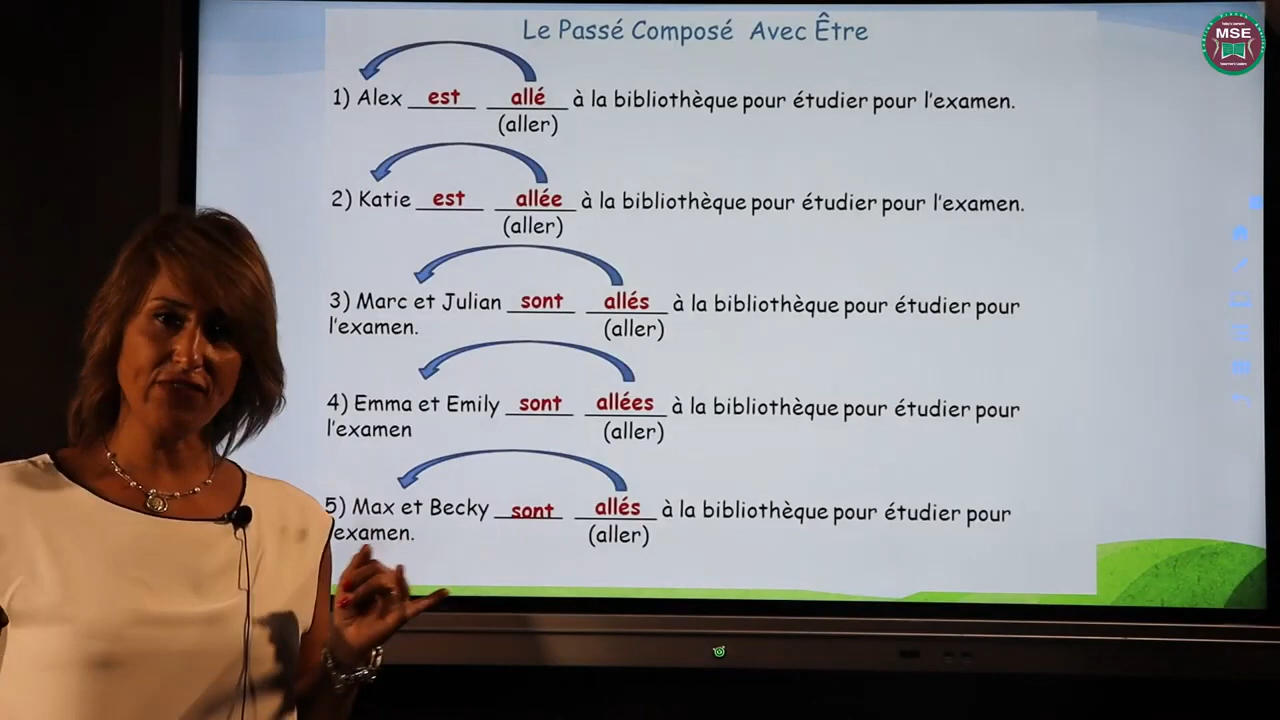 Le Passé Composé Avec Être
MSE
1) Alex est allé à la bibliothèque pour étudier pour l'examen.
(aller)
2) Katie est allée à la bibliothèque pour étudier pour l'examen.
(aller)
3) Marc et Julian sont allés à la bibliothèque pour étudier pour
l'examen. (aller)
4) Emma et Emily sont allées à la bibliothèque pour étudier pour
l'examen (aller)
5) Max et Becky sont allés à la bibliothèque pour étudier pour
examen. (aller)